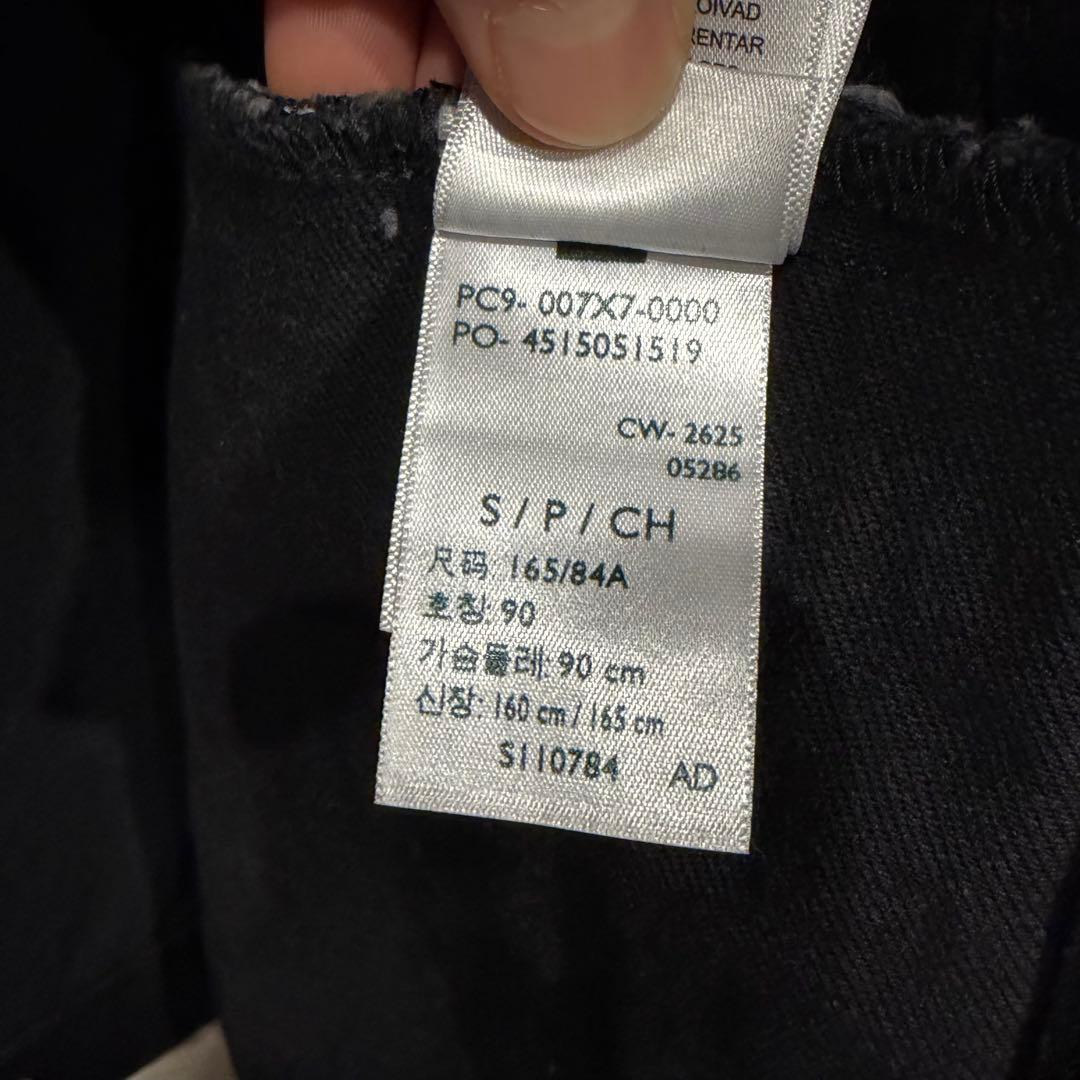 OIVAD
RENTAR
PC9- 007X7-0000
PO- 4515051519
CW- 2625
05286
S / P / CH
尺码: 165/84A
호칭: 90
가슴둘레: 90 cm
신장: 160 cm / 165 cm
S110784 AD